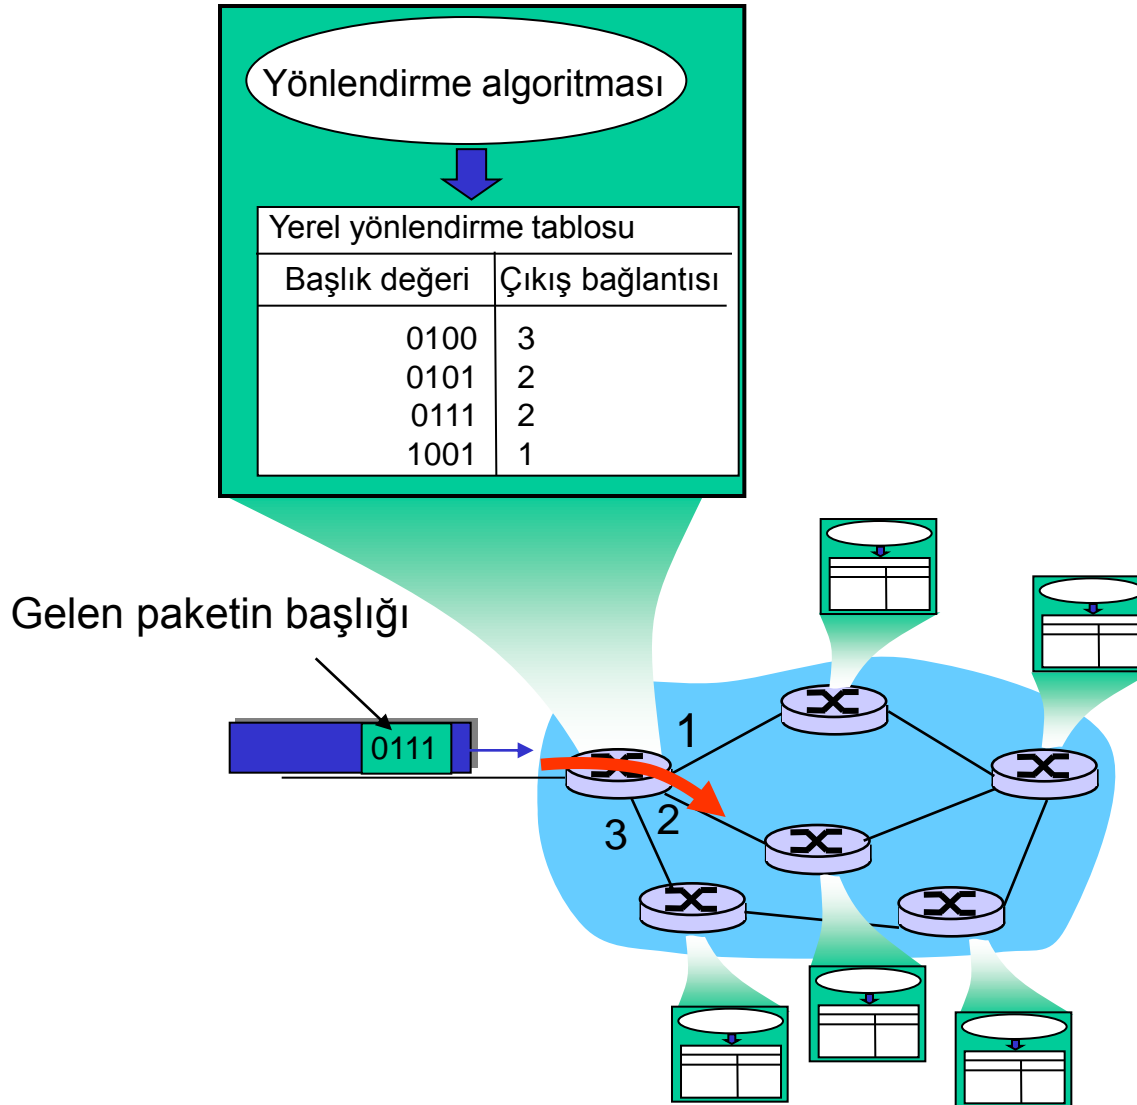 Yönlendirme algoritması
Yerel yönlendirme tablosu
Başlık değeri Çıkış bağlantısı
0100 3
0101 2
0111 2
1001 1
Gelen paketin başlığı
0111
1
2
3